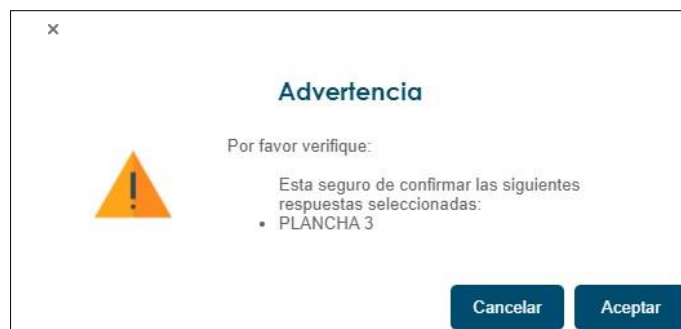 ×
Advertencia
Por favor verifique:
Esta seguro de confirmar las siguientes
respuestas seleccionadas:
• PLANCHA 3
Cancelar
Aceptar